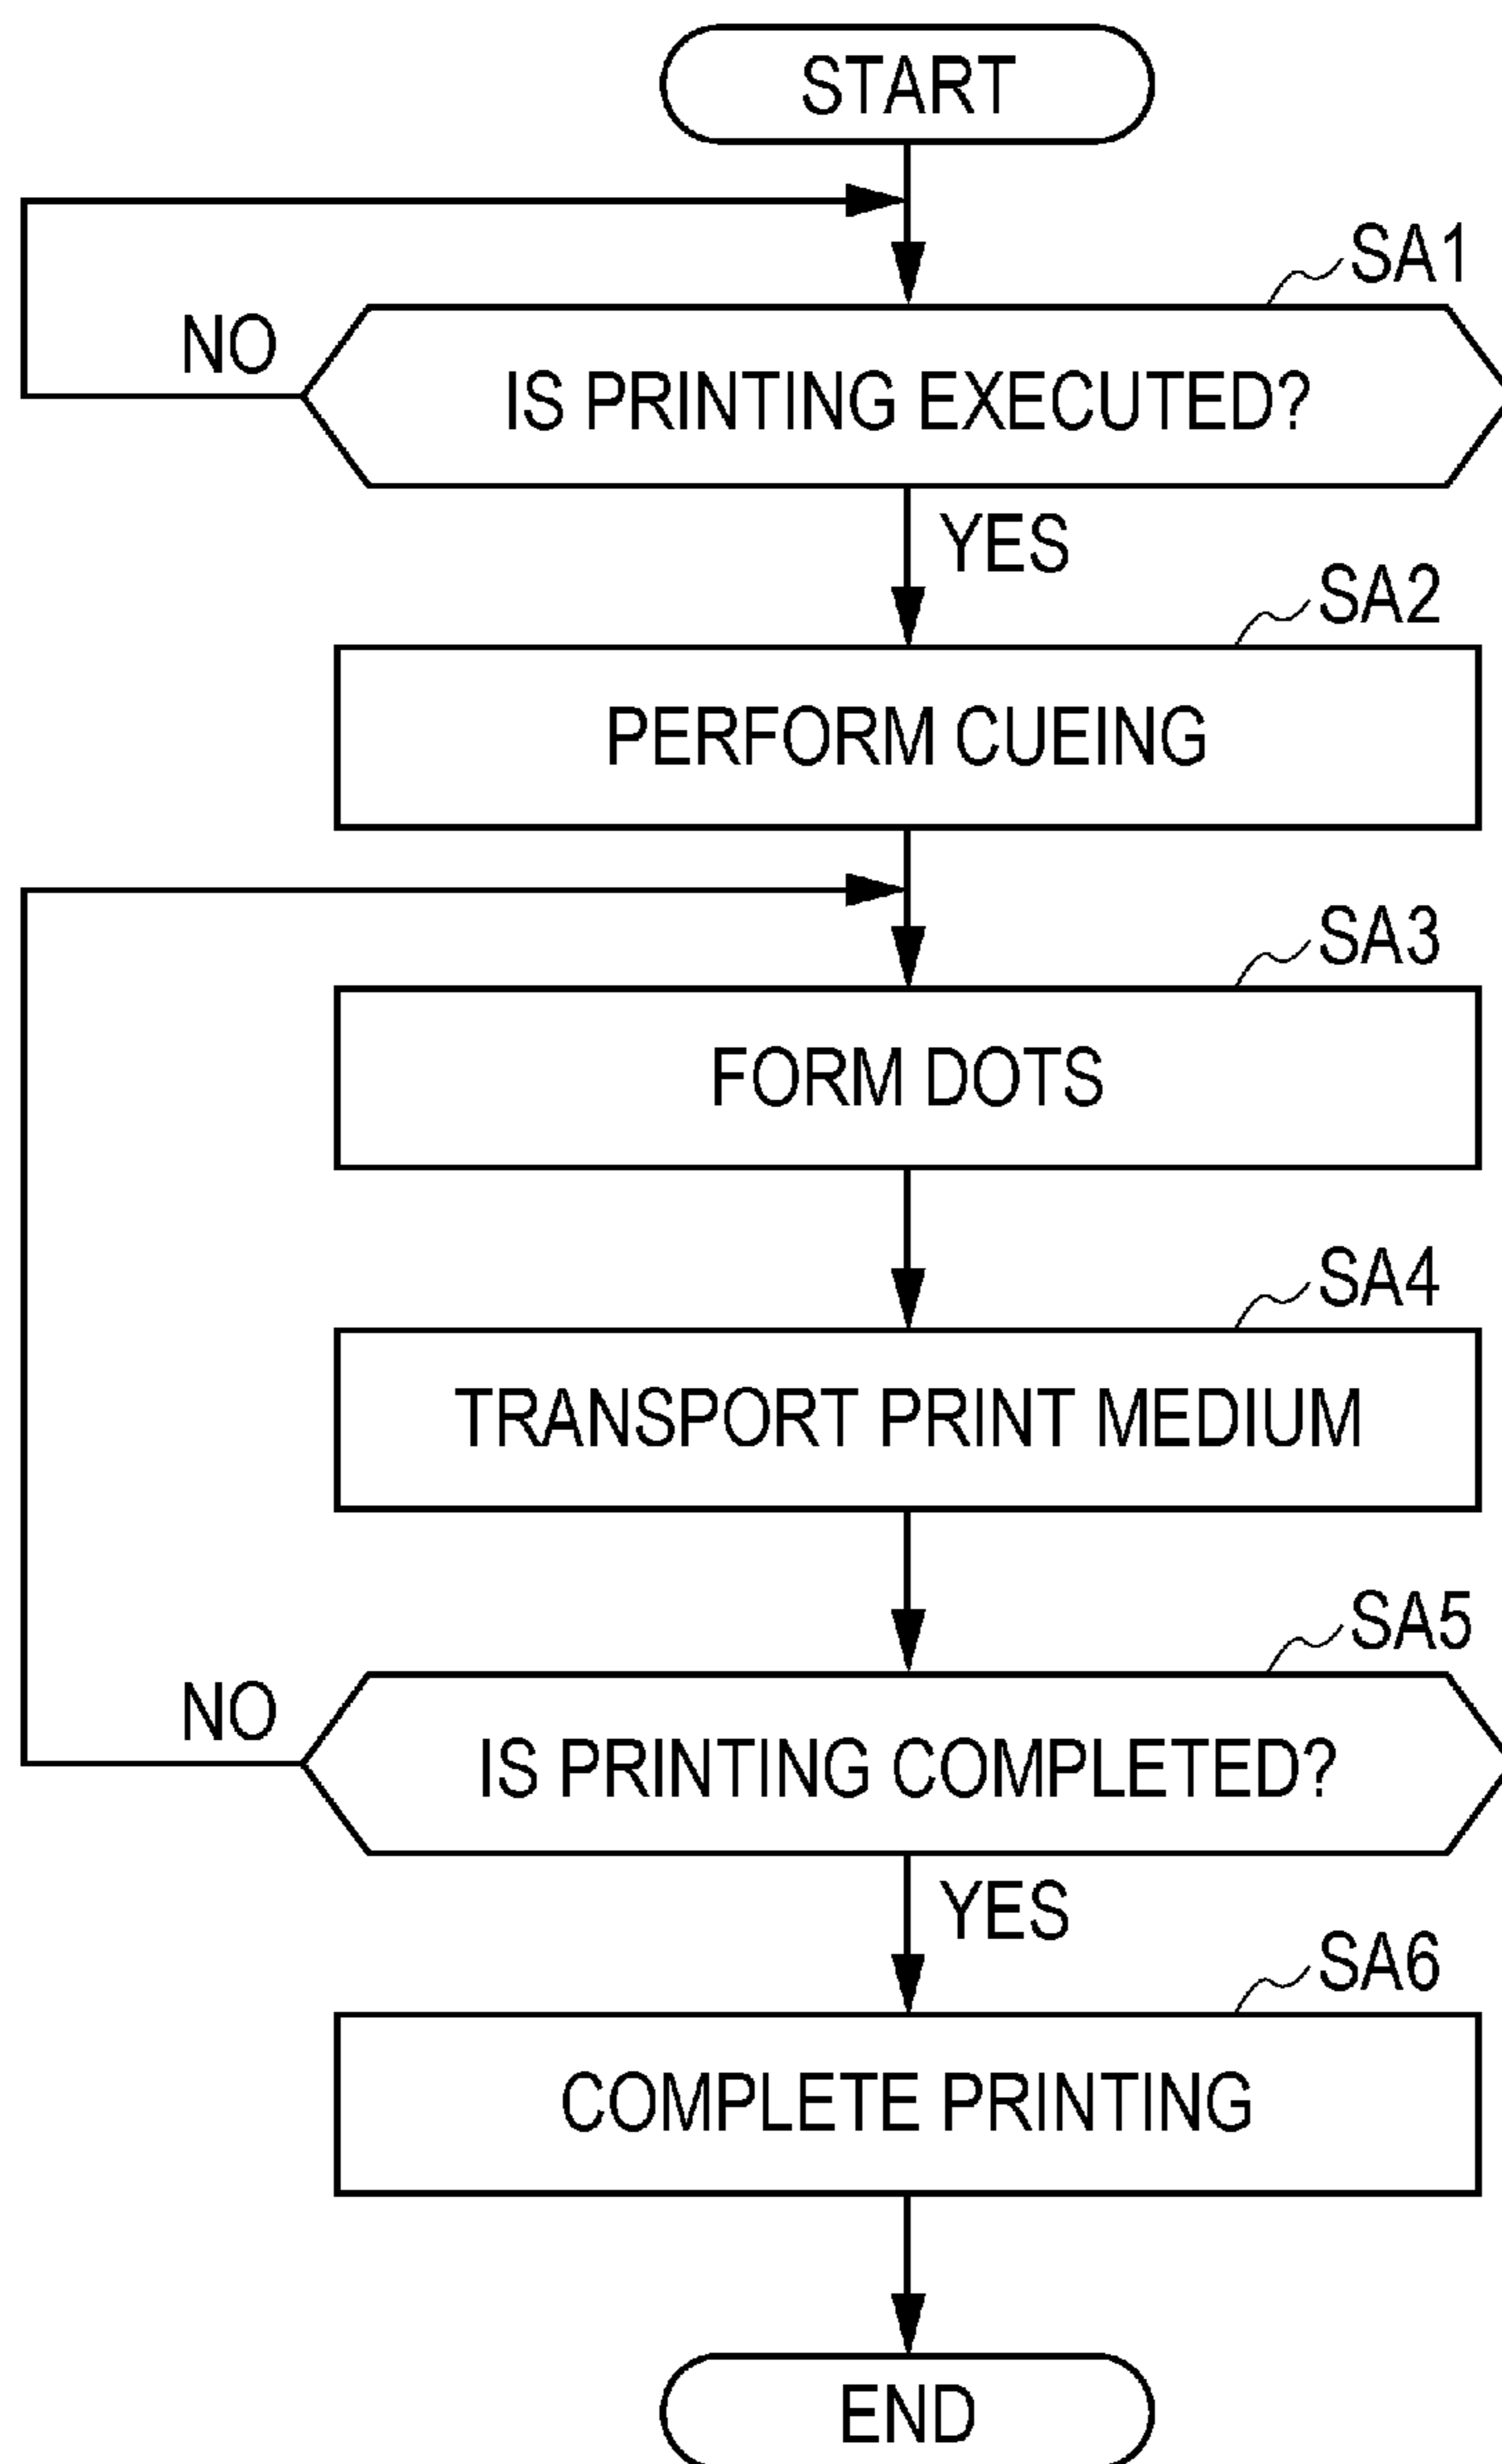 START
SA1
NO
IS PRINTING EXECUTED?
YES
SA2
PERFORM CUEING
SA3
FORM DOTS
SA4
TRANSPORT PRINT MEDIUM
SA5
NO
IS PRINTING COMPLETED?
YES
SA6
COMPLETE PRINTING
END